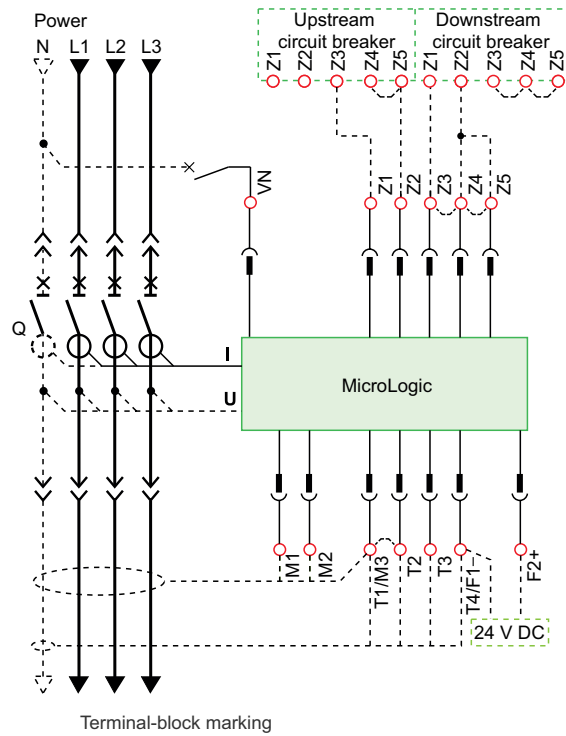 Power
Upstream
circuit breaker
Downstream
circuit breaker
N L1 L2 L3
Z1 Z2 Z3 Z4 Z5 Z1 Z2 Z3 Z4 Z5
VN Z1 Z2 Z3 Z4 Z5
Q
I
U
MicroLogic
M1 M2 T1/M3 T2 T3 T4/F1– F2+
24 V DC
Terminal-block marking